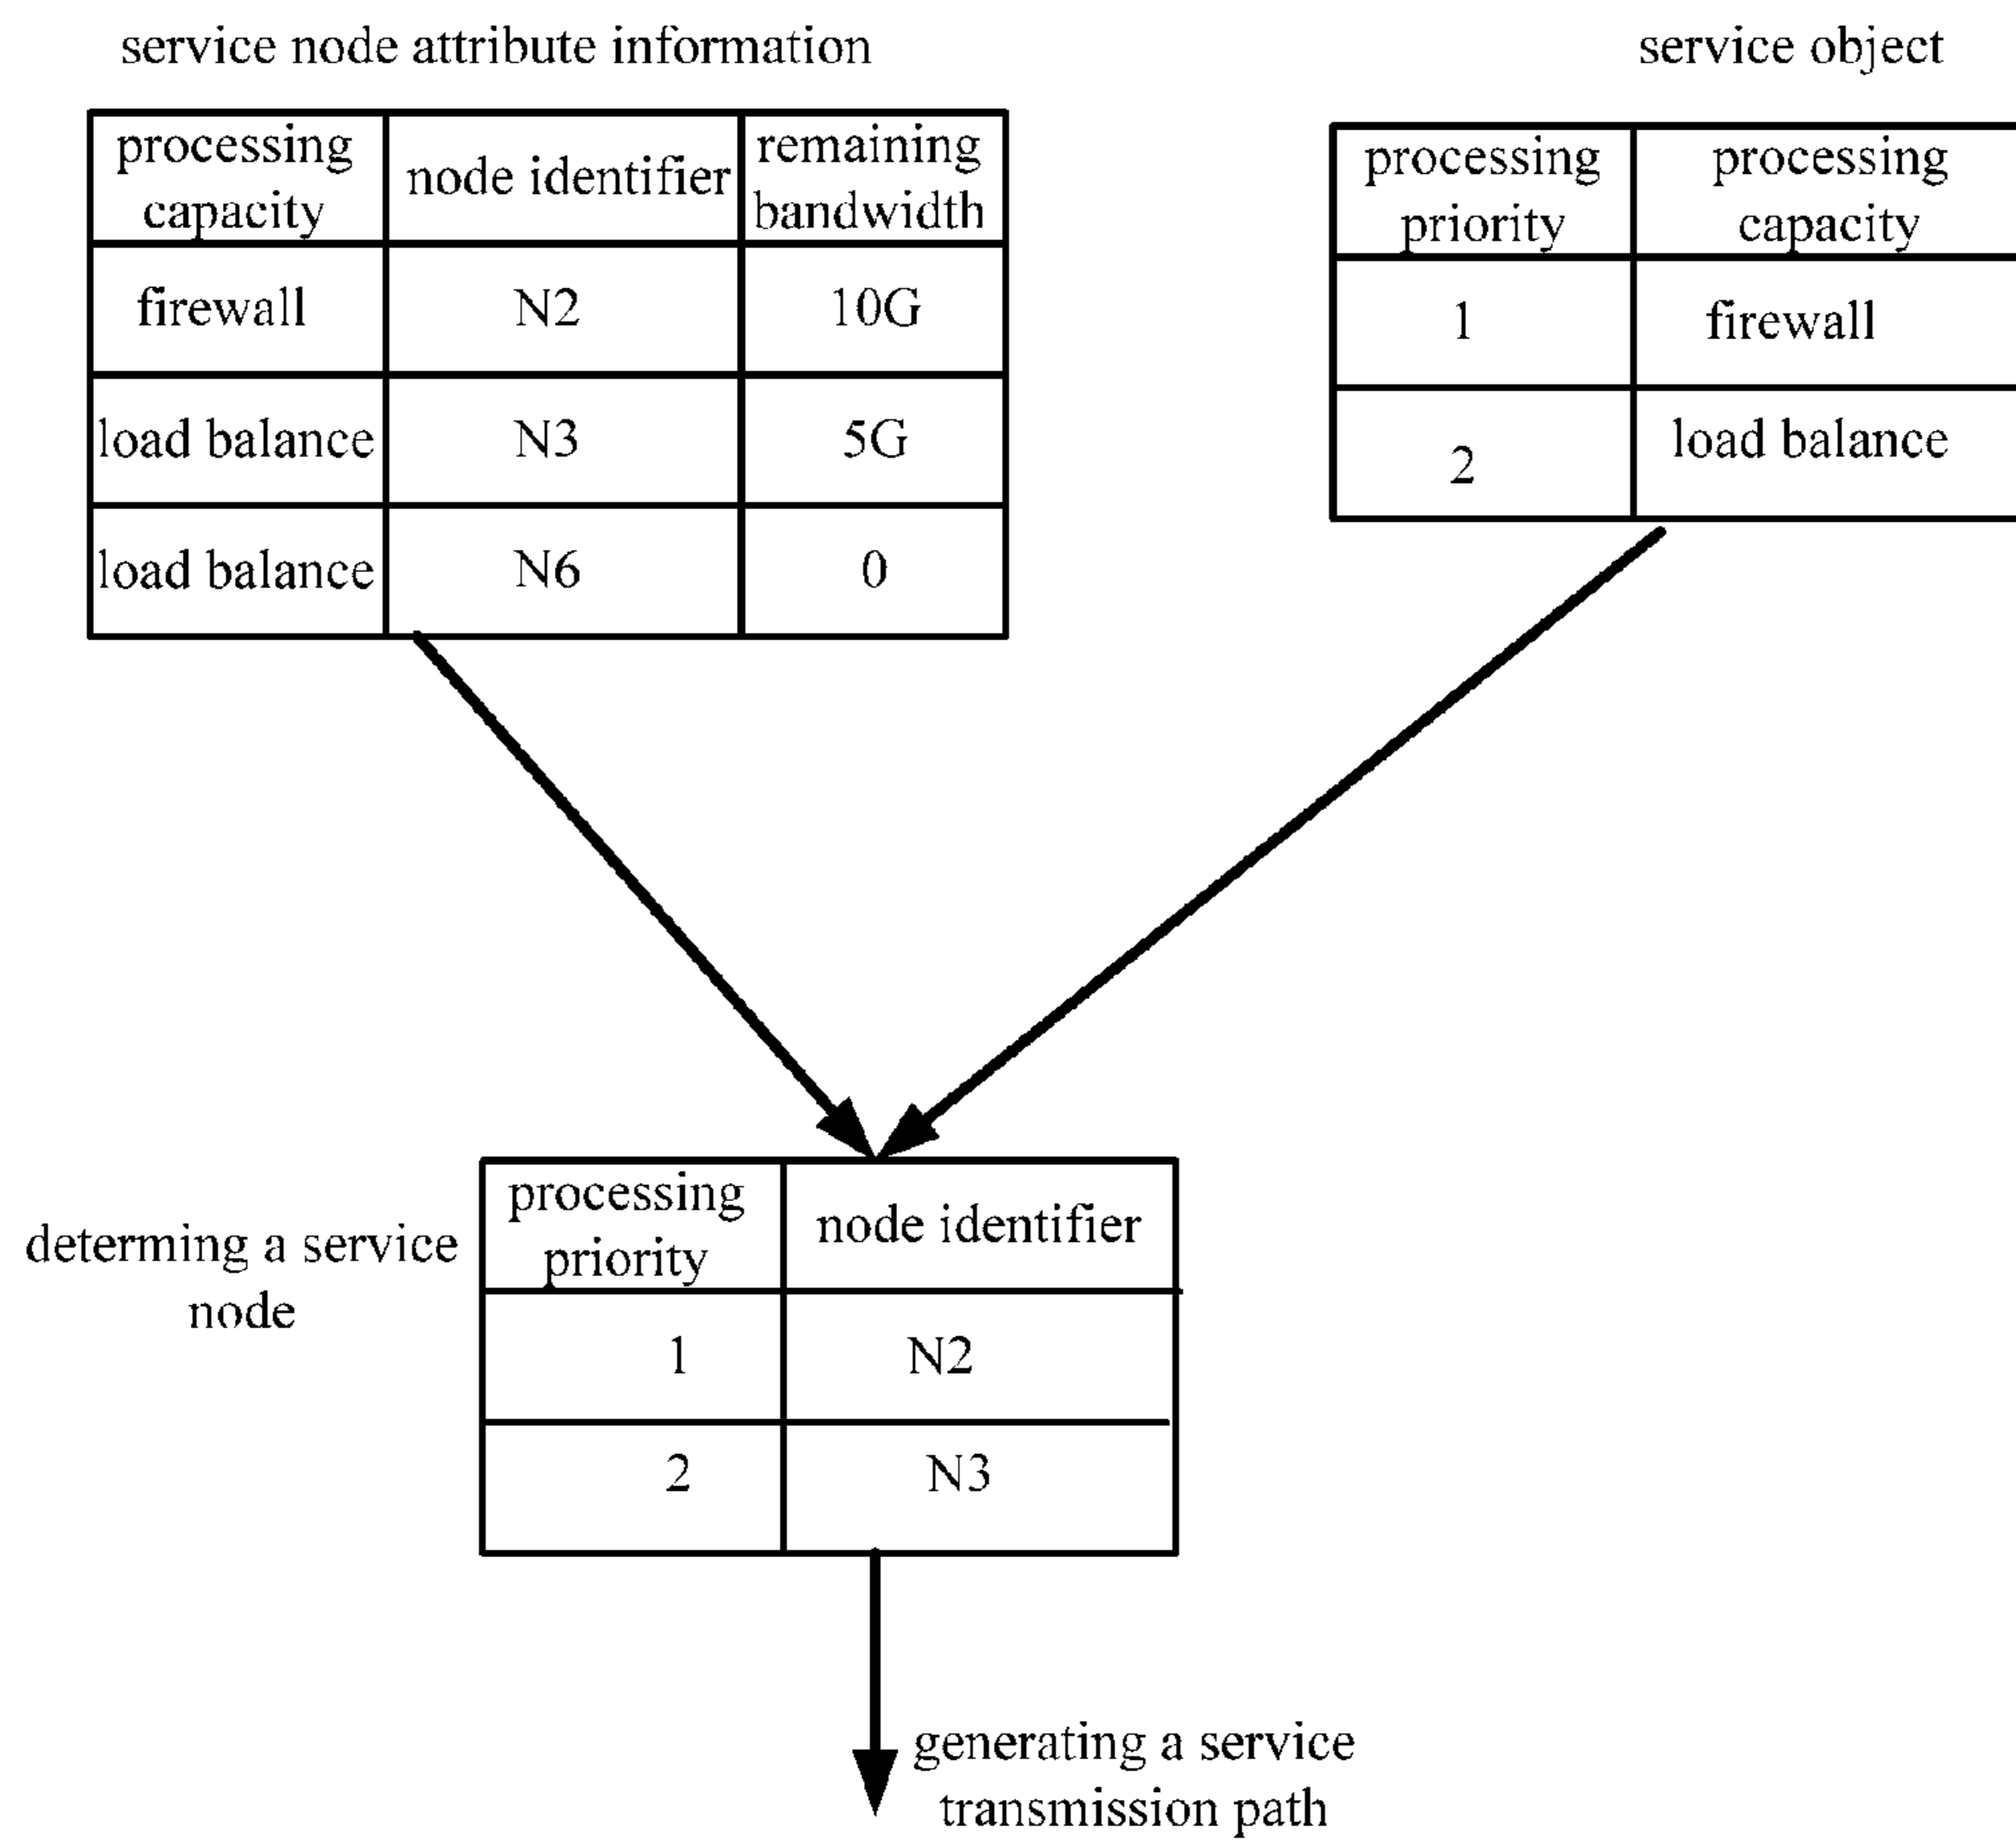 service node attribute information
processing
capacity
node identifier
remaining
bandwidth
firewall
N2
10G
load balance
N3
5G
load balance
N6
0
service object
processing
priority
processing
capacity
1
firewall
2
load balance
determing a service
node
processing
priority
node identifier
1
N2
2
N3
generating a service
transmission path